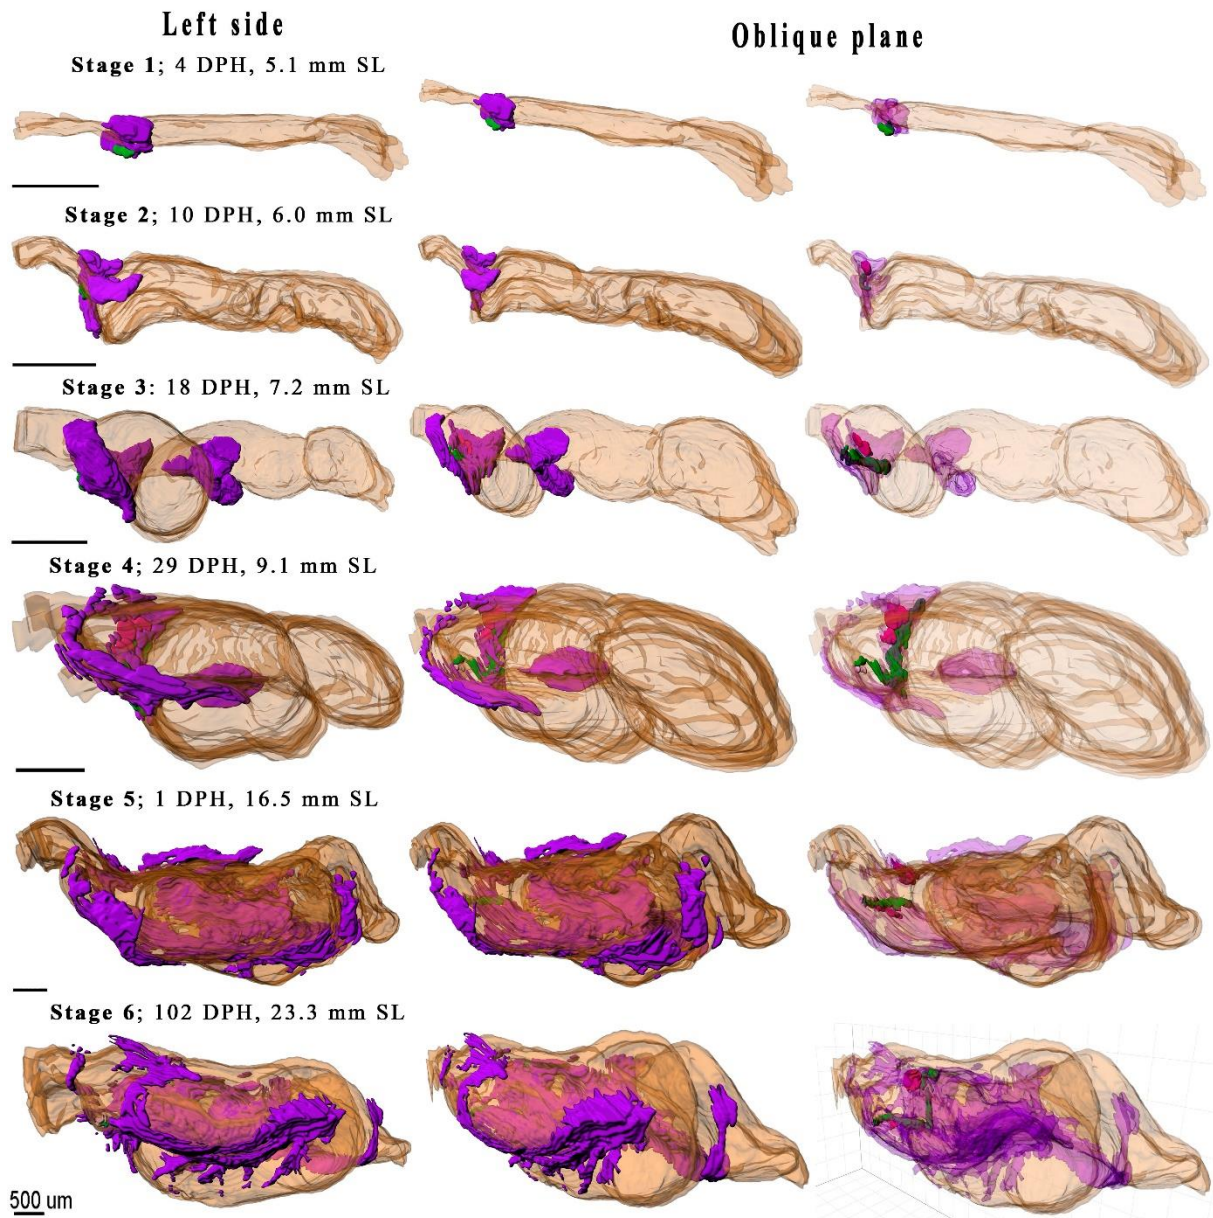 Left side
Oblique plane
Stage 1; 4 DPH, 5.1 mm SL
Stage 2; 10 DPH, 6.0 mm SL
Stage 3: 18 DPH, 7.2 mm SL
Stage 4; 29 DPH, 9.1 mm SL
Stage 5; 1 DPH, 16.5 mm SL
Stage 6; 102 DPH, 23.3 mm SL
500 um